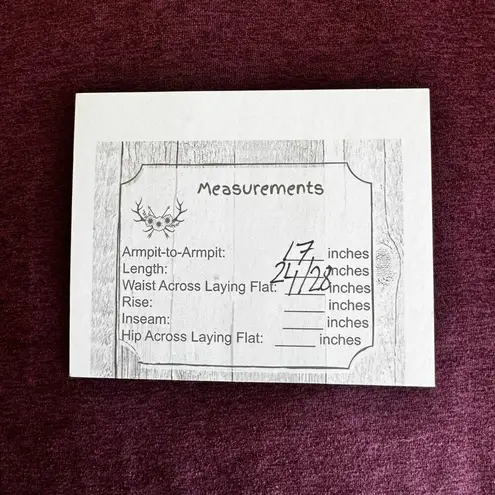 Measurements
Armpit-to-Armpit: 17 inches
Length: 24/28 inches
Waist Across Laying Flat: inches
Rise: inches
Inseam: inches
Hip Across Laying Flat: inches